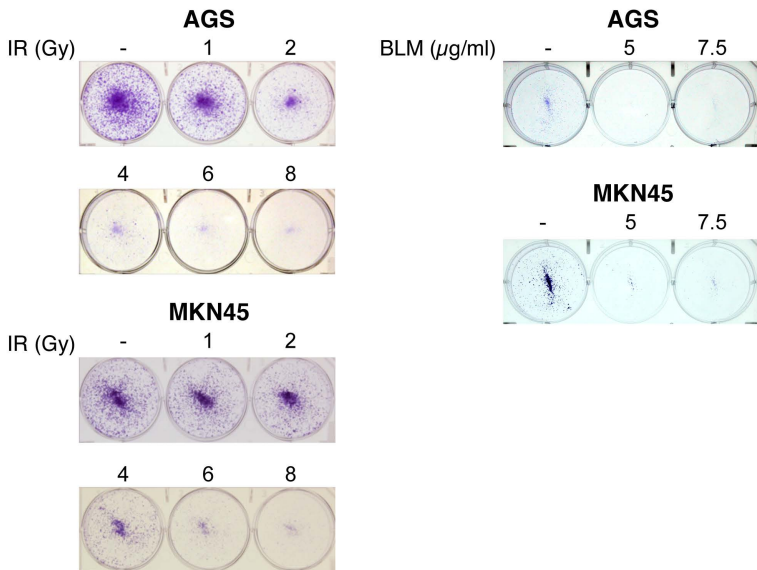 AGS
IR (Gy) - 1 2
4 6 8
MKN45
IR (Gy) - 1 2
4 6 8
AGS
BLM (µg/ml) - 5 7.5
MKN45
- 5 7.5